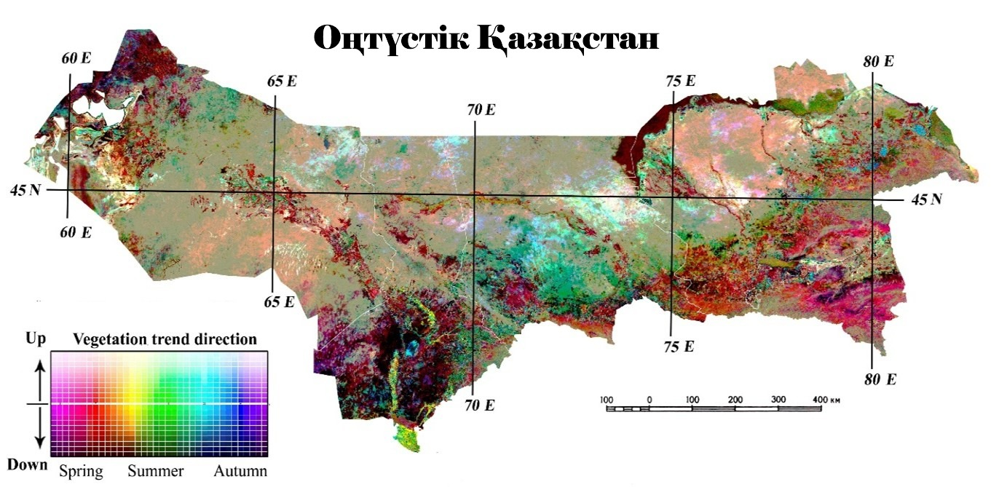 Оңтүстік Қазақстан
60 E
65 E
70 E
75 E
80 E
45 N
45 N
60 E
65 E
70 E
75 E
80 E
Up
Vegetation trend direction
Down
Spring
Summer
Autumn
100 0 100 200 300 400 км